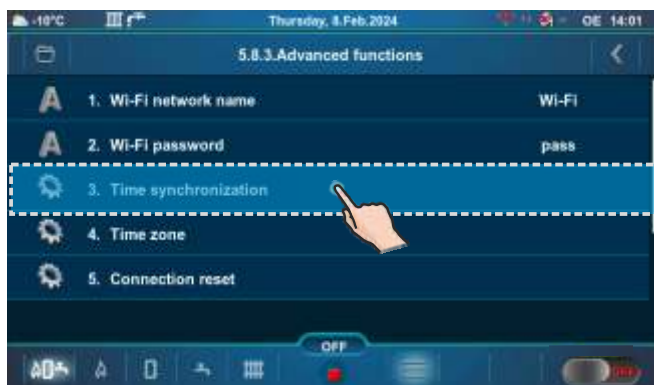 -10°C Thursday, 8.Feb.2024 OE 14:01
5.8.3.Advanced functions
1. Wi-Fi network name Wi-Fi
2. Wi-Fi password pass
3. Time synchronization
4. Time zone
5. Connection reset
OFF